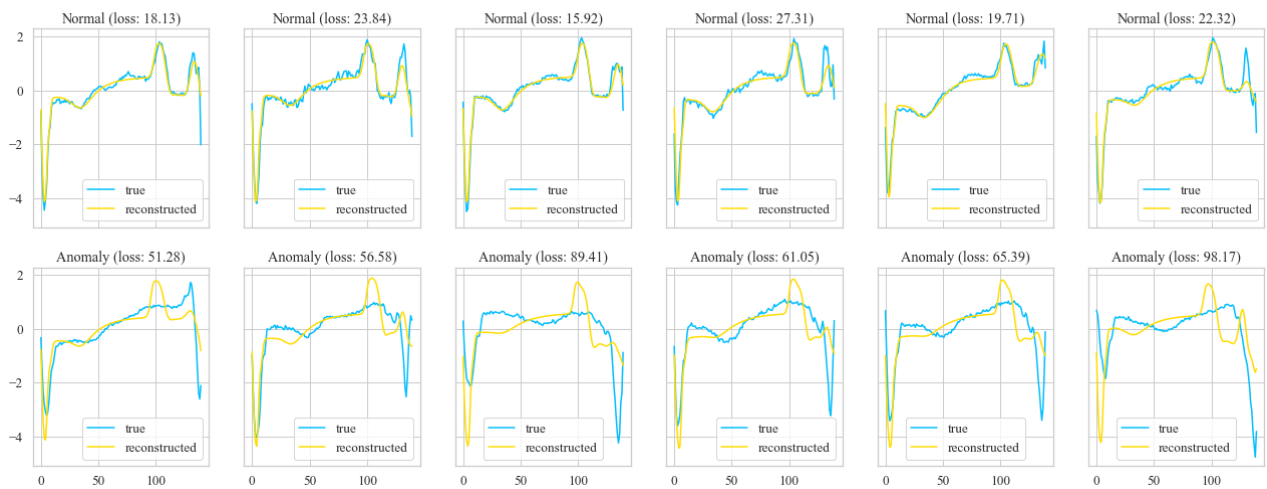 Normal (loss: 18.13) Normal (loss: 23.84) Normal (loss: 15.92) Normal (loss: 27.31) Normal (loss: 19.71) Normal (loss: 22.32)
2
0
−2
−4
true true true true true true
reconstructed reconstructed reconstructed reconstructed reconstructed reconstructed
Anomaly (loss: 51.28) Anomaly (loss: 56.58) Anomaly (loss: 89.41) Anomaly (loss: 61.05) Anomaly (loss: 65.39) Anomaly (loss: 98.17)
2
0
−2
−4
true true true true true true
reconstructed reconstructed reconstructed reconstructed reconstructed reconstructed
0 50 100 0 50 100 0 50 100 0 50 100 0 50 100 0 50 100